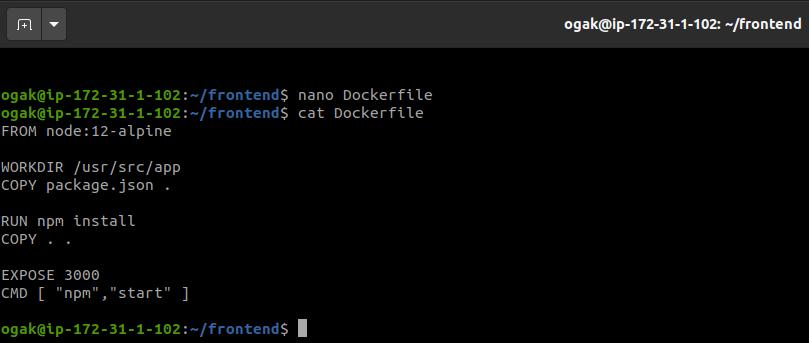 ogak@ip-172-31-1-102: ~/frontend
ogak@ip-172-31-1-102:~/frontend$ nano Dockerfile
ogak@ip-172-31-1-102:~/frontend$ cat Dockerfile
FROM node:12-alpine
WORKDIR /usr/src/app
COPY package.json .
RUN npm install
COPY . .
EXPOSE 3000
CMD [ "npm","start" ]
ogak@ip-172-31-1-102:~/frontend$